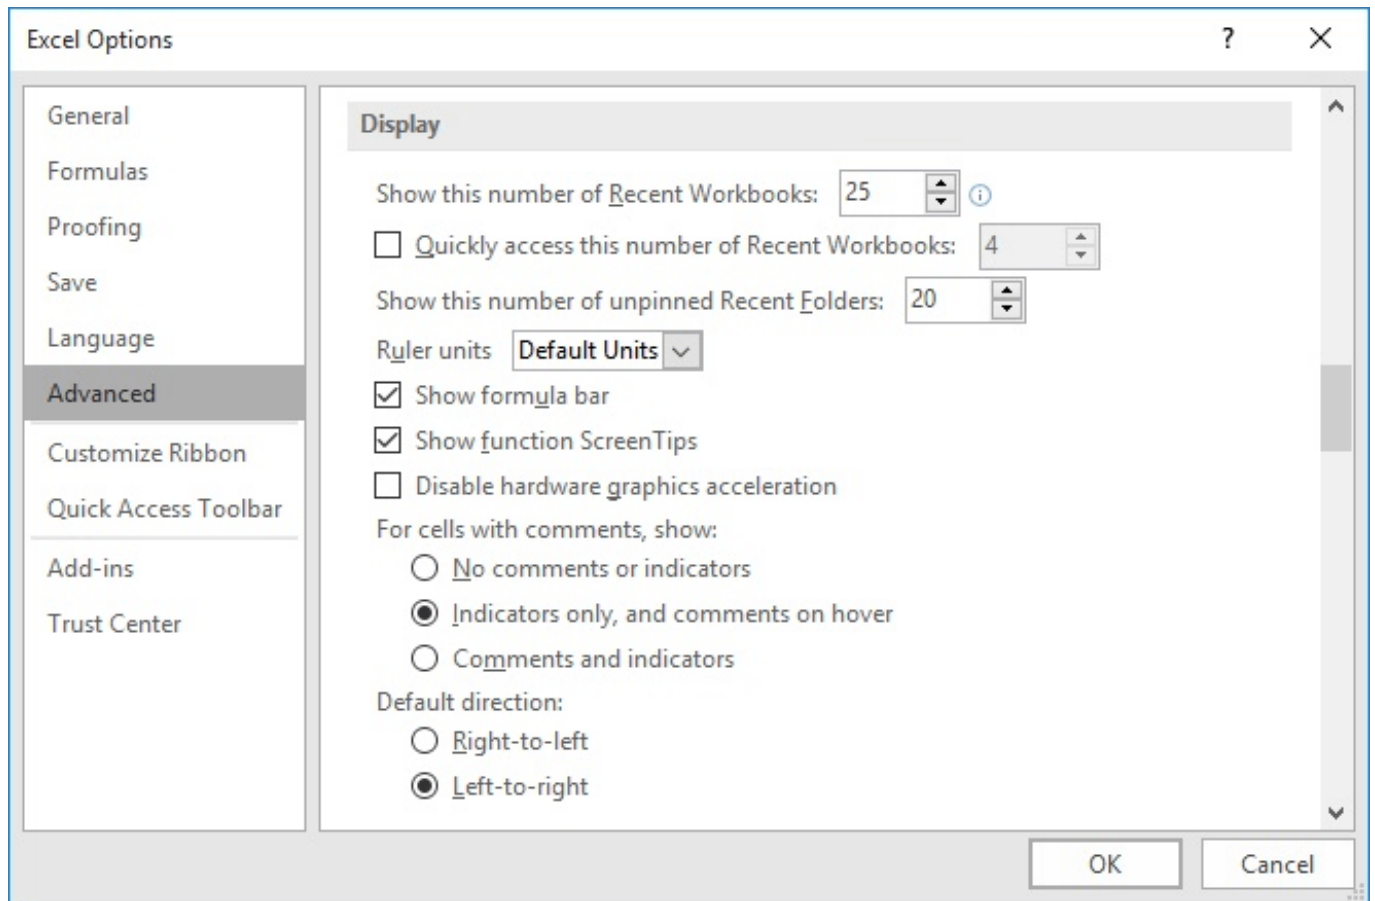 Excel Options
?
General
Formulas
Proofing
Save
Language
Advanced
Customize Ribbon
Quick Access Toolbar
Add-ins
Trust Center
Display
Show this number of Recent Workbooks: 25
Quickly access this number of Recent Workbooks: 4
Show this number of unpinned Recent Folders: 20
Ruler units Default Units
Show formula bar
Show function ScreenTips
Disable hardware graphics acceleration
For cells with comments, show:
No comments or indicators
Indicators only, and comments on hover
Comments and indicators
Default direction:
Right-to-left
Left-to-right
OK Cancel